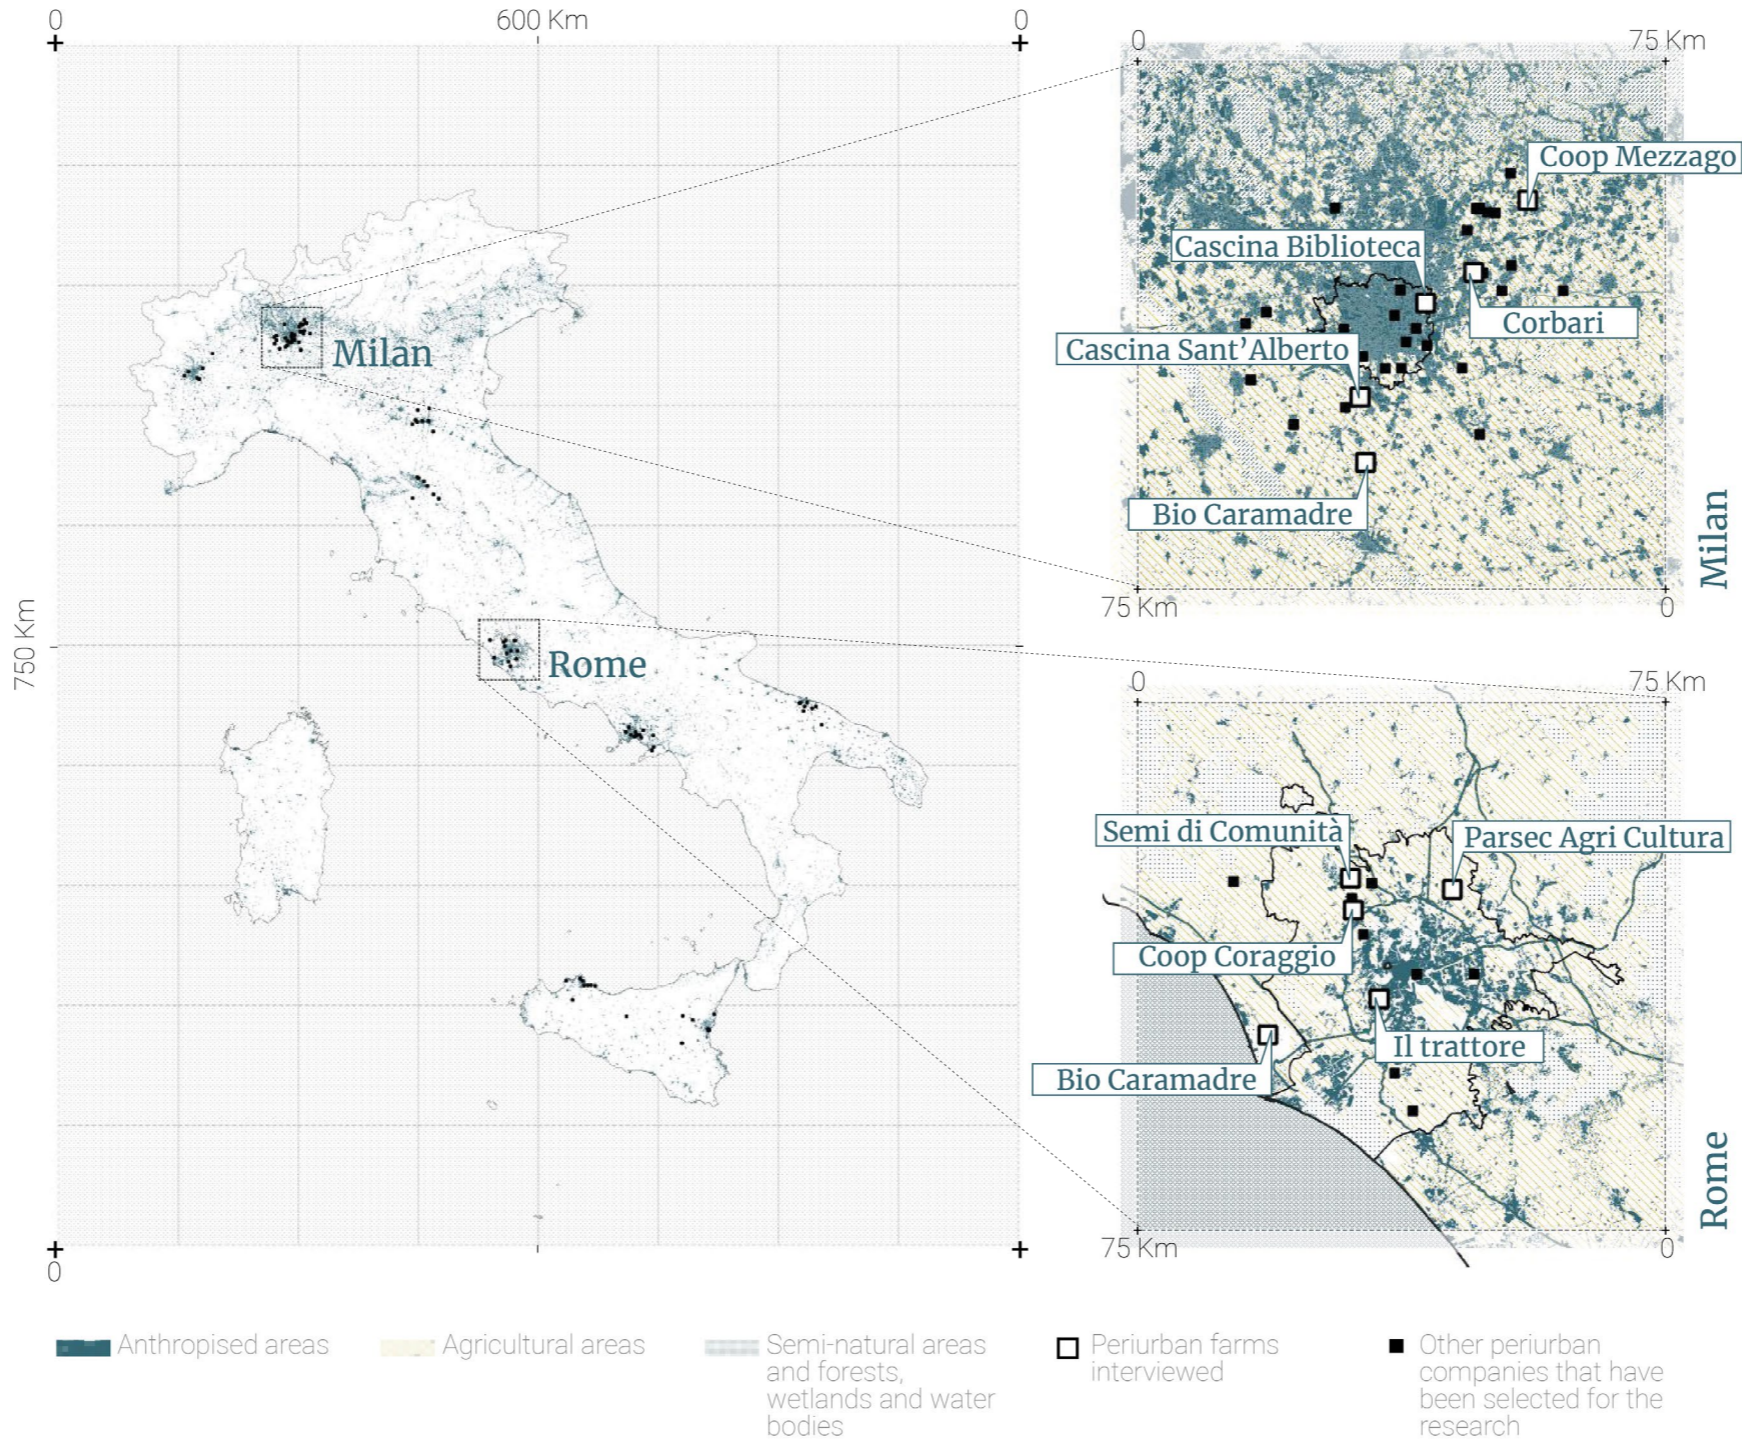 0
600 Km
0
750 Km
0
Milan
Rome
0
75 Km
Coop Mezzago
Cascina Biblioteca
Corbari
Cascina Sant'Alberto
Bio Caramadre
Milan
75 Km
0
0
75 Km
Semi di Comunità
Parsec Agri Cultura
Coop Coraggio
Il trattore
Bio Caramadre
Rome
75 Km
0
Anthropised areas
Agricultural areas
Semi-natural areas
and forests,
wetlands and water
bodies
Periurban farms
interviewed
Other periurban
companies that have
been selected for the
research